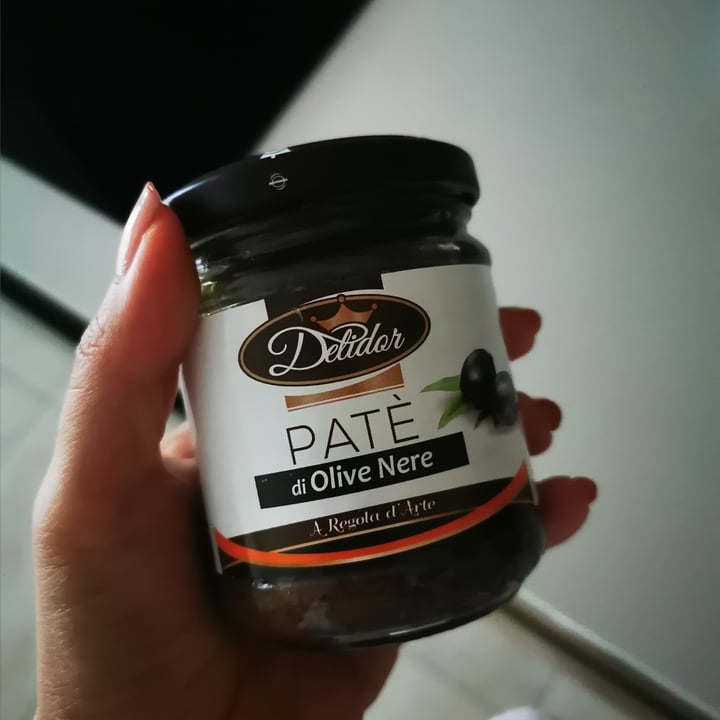 Delidor
PATÈ
di Olive Nere
A Regola d'Arte